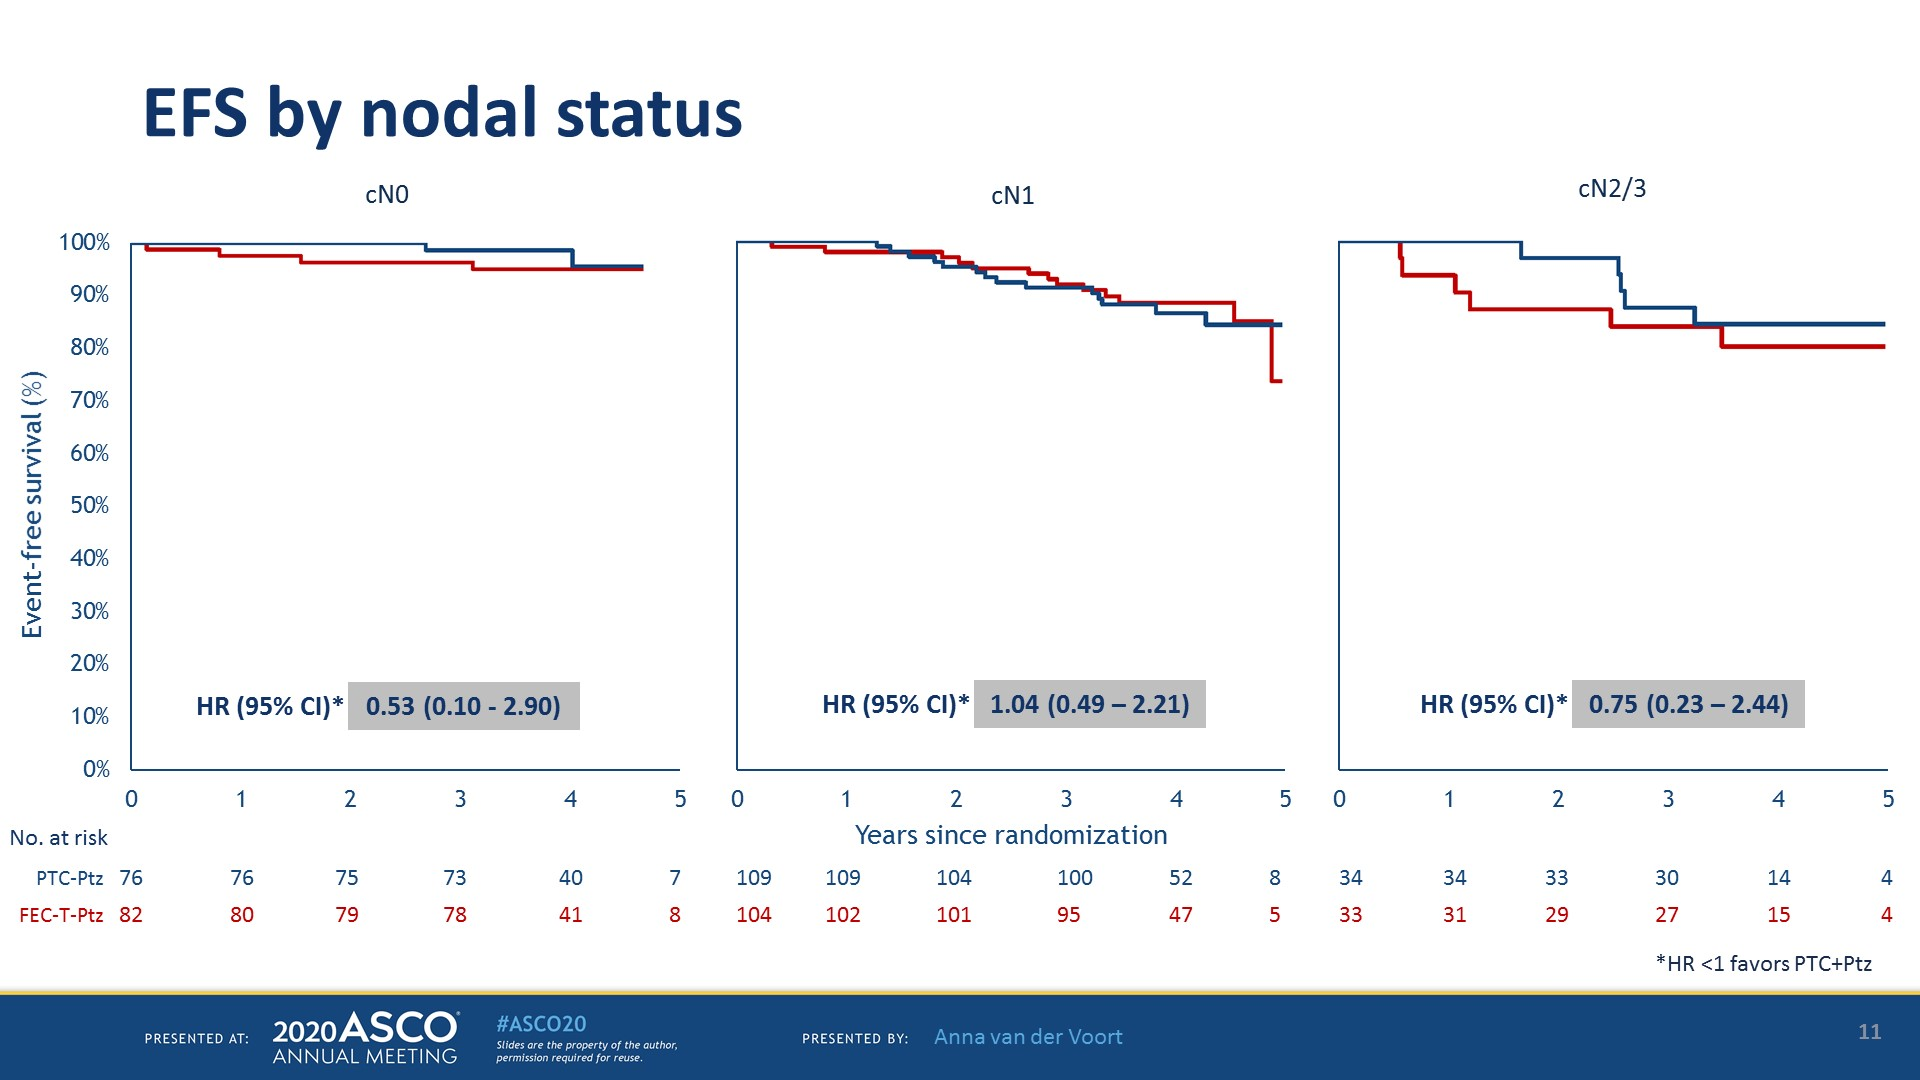 EFS by nodal status
cN0
cN1
cN2/3
Event-free survival (%)
100%
90%
80%
70%
60%
50%
40%
30%
20%
10%
0%
HR (95% CI)* 0.53 (0.10 - 2.90)
HR (95% CI)* 1.04 (0.49 – 2.21)
HR (95% CI)* 0.75 (0.23 – 2.44)
0 1 2 3 4 5
0 1 2 3 4 5
0 1 2 3 4 5
Years since randomization
No. at risk
PTC-Ptz 76 76 75 73 40 7 109 109 104 100 52 8 34 34 33 30 14 4
FEC-T-Ptz 82 80 79 78 41 8 104 102 101 95 47 5 33 31 29 27 15 4
*HR <1 favors PTC+Ptz
PRESENTED AT:
2020 ASCO
ANNUAL MEETING
#ASCO20
Slides are the property of the author,
permission required for reuse.
PRESENTED BY: Anna van der Voort
11